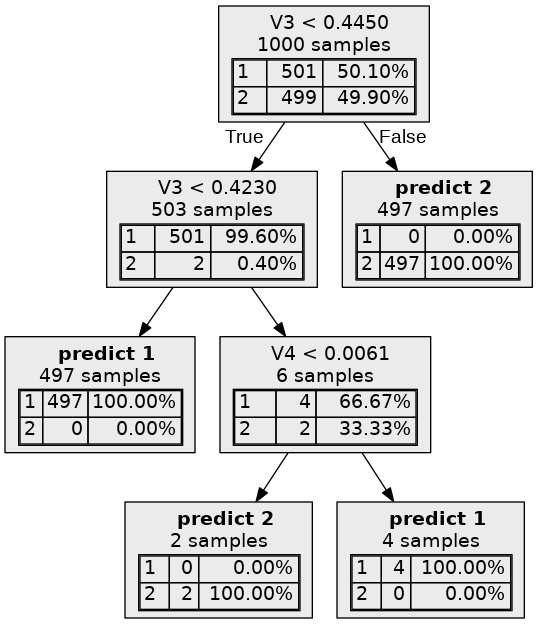 V3 < 0.4450
1000 samples
1 501 50.10%
2 499 49.90%
True
False
V3 < 0.4230
503 samples
1 501 99.60%
2 2 0.40%
predict 2
497 samples
1 0 0.00%
2 497 100.00%
predict 1
497 samples
1 497 100.00%
2 0 0.00%
V4 < 0.0061
6 samples
1 4 66.67%
2 2 33.33%
predict 2
2 samples
1 0 0.00%
2 2 100.00%
predict 1
4 samples
1 4 100.00%
2 0 0.00%